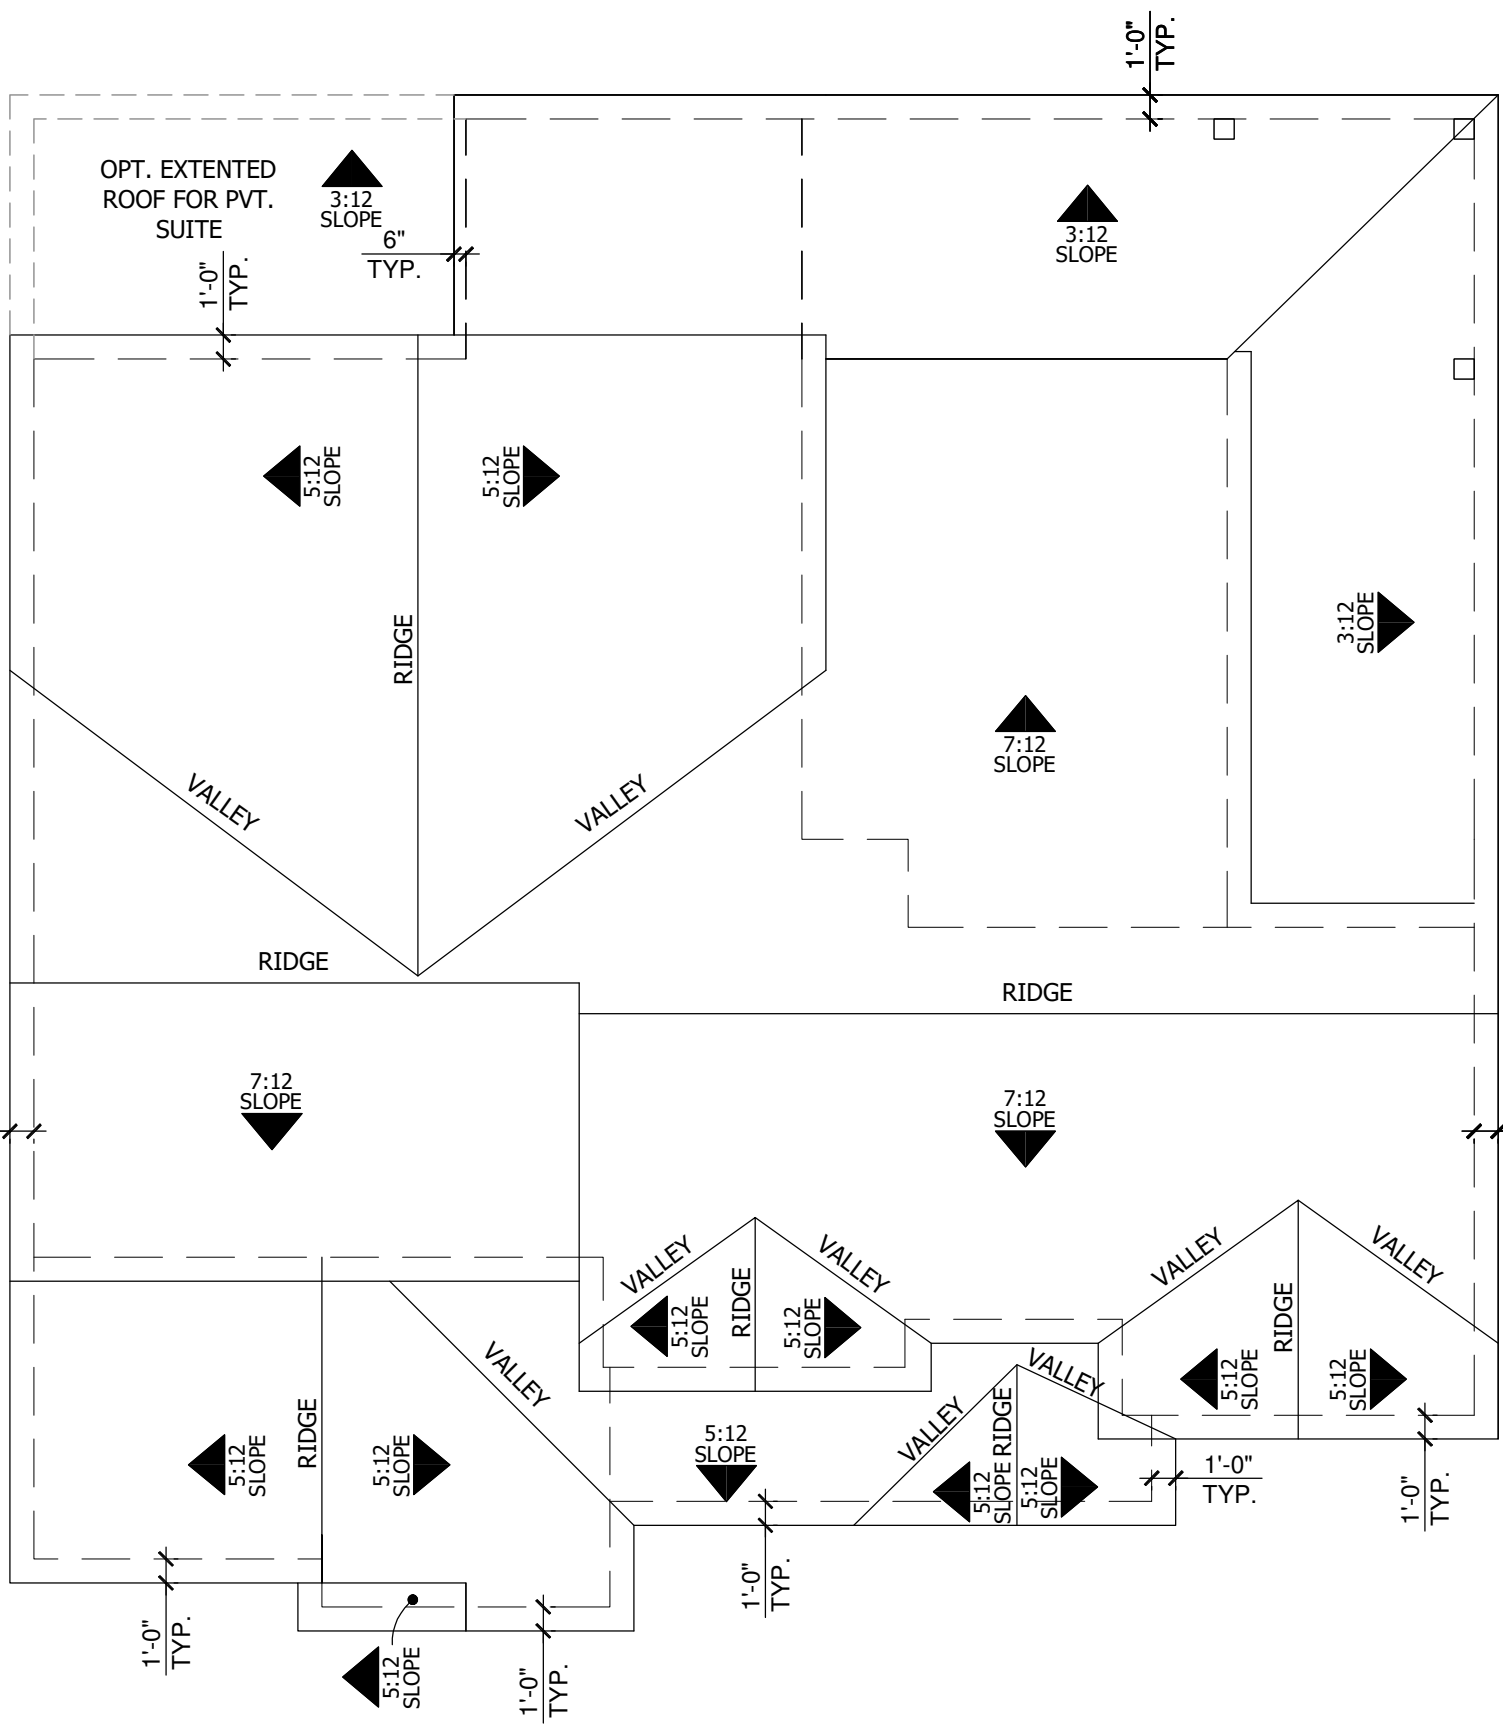 1'-0"
TYP.
OPT. EXTENTED
ROOF FOR PVT.
SUITE
3:12
SLOPE
6"
TYP.
1'-0"
TYP.
3:12
SLOPE
5:12
SLOPE
5:12
SLOPE
RIDGE
3:12
SLOPE
7:12
SLOPE
VALLEY
VALLEY
RIDGE
RIDGE
7:12
SLOPE
7:12
SLOPE
VALLEY
VALLEY
VALLEY
VALLEY
5:12
SLOPE
RIDGE
5:12
SLOPE
RIDGE
VALLEY
VALLEY
5:12
SLOPE
5:12
SLOPE
RIDGE
5:12
SLOPE
5:12
SLOPE
5:12
SLOPE
VALLEY
RIDGE
5:12
SLOPE
5:12
SLOPE
1'-0"
TYP.
1'-0"
TYP.
1'-0"
TYP.
1'-0"
TYP.
5:12
SLOPE
1'-0"
TYP.